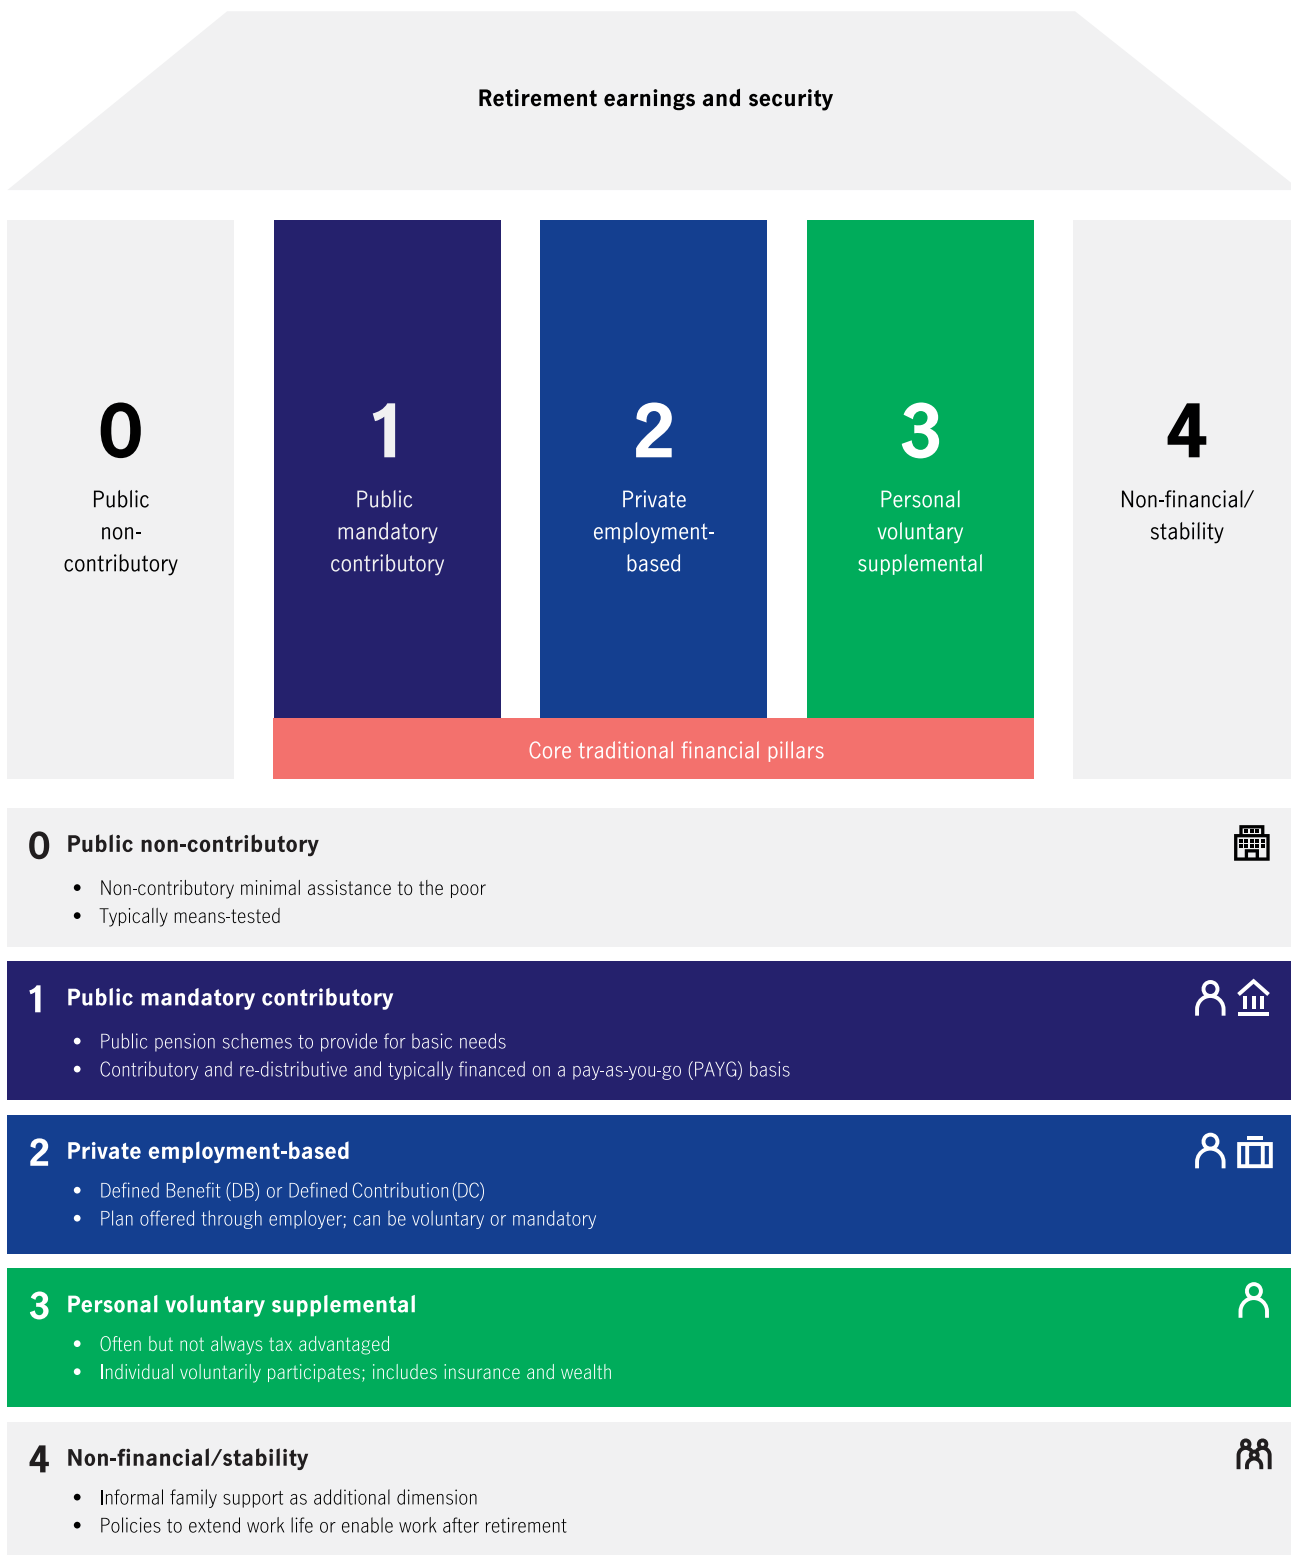 Retirement earnings and security
0
Public
non-
contributory
1
Public
mandatory
contributory
2
Private
employment-
based
3
Personal
voluntary
supplemental
4
Non-financial/
stability
Core traditional financial pillars
0 Public non-contributory
• Non-contributory minimal assistance to the poor
• Typically means-tested
1 Public mandatory contributory
• Public pension schemes to provide for basic needs
• Contributory and re-distributive and typically financed on a pay-as-you-go (PAYG) basis
2 Private employment-based
• Defined Benefit (DB) or Defined Contribution (DC)
• Plan offered through employer; can be voluntary or mandatory
3 Personal voluntary supplemental
• Often but not always tax advantaged
• Individual voluntarily participates; includes insurance and wealth
4 Non-financial/stability
• Informal family support as additional dimension
• Policies to extend work life or enable work after retirement